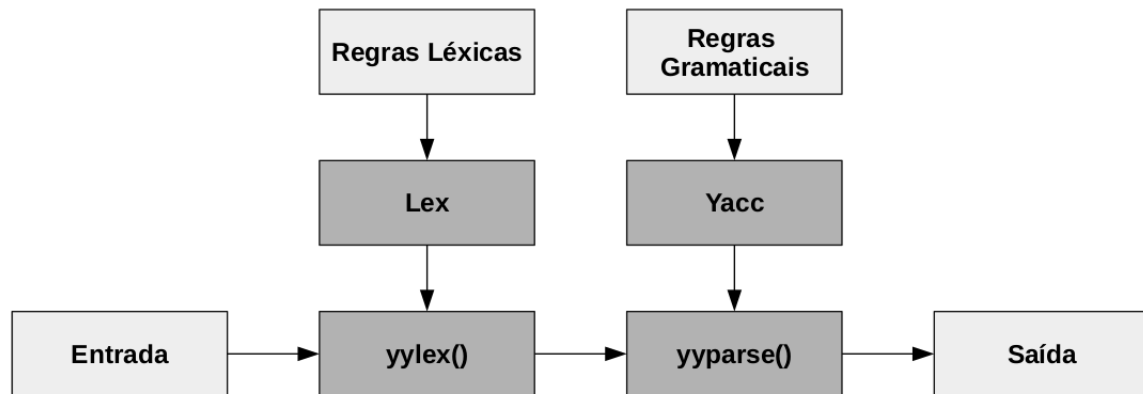 Regras Léxicas
Regras
Gramaticais
Lex
Yacc
Entrada
yylex()
yyparse()
Saída